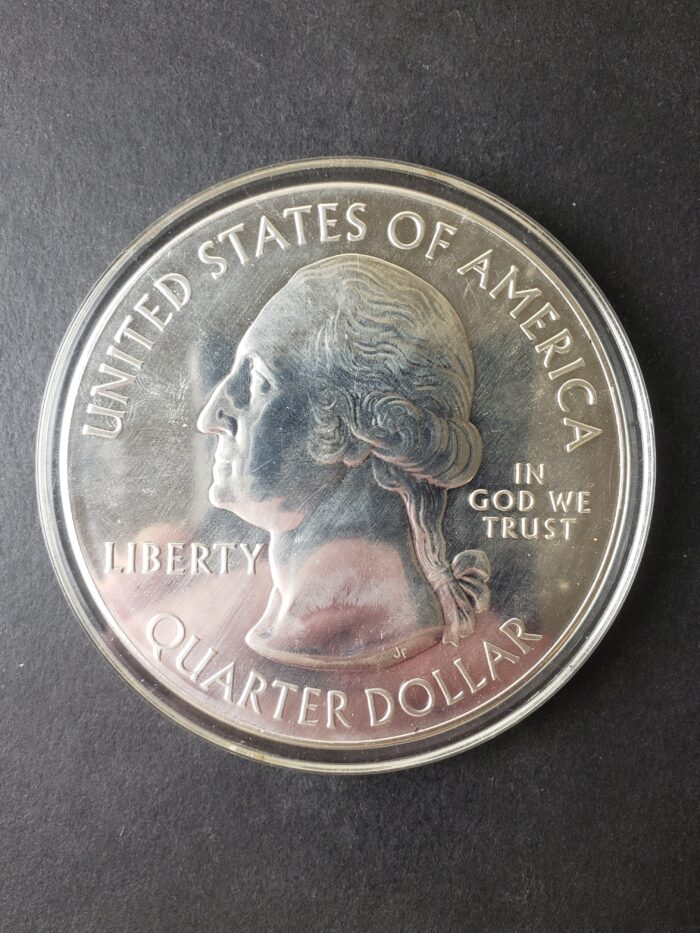 UNITED STATES OF AMERICA
LIBERTY
IN
GOD WE
TRUST
JF
QUARTER DOLLAR